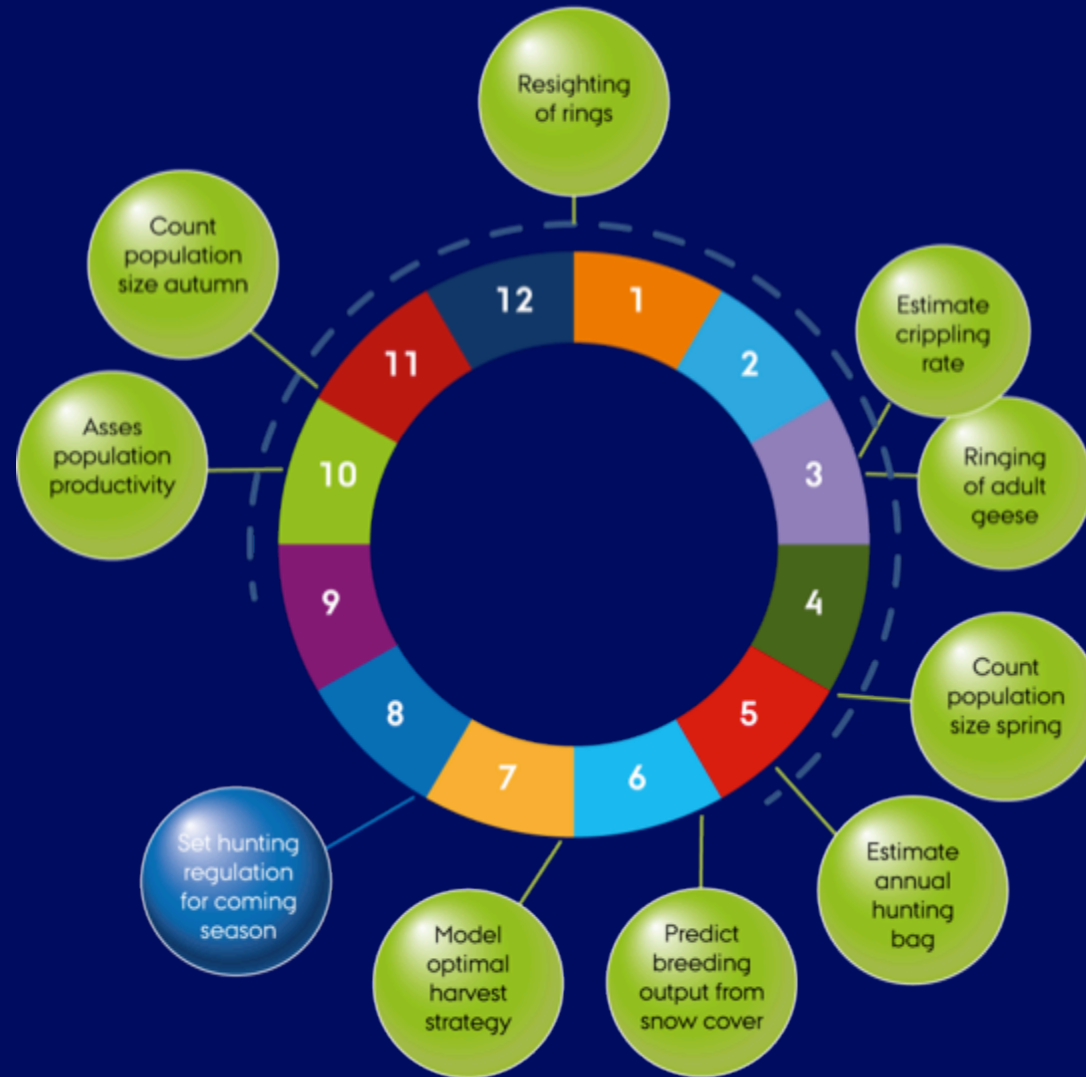 Resighting
of rings
Count
population
size autumn
Estimate
crippling
rate
Asses
population
productivity
Ringing
of adult
geese
12
1
11
2
10
3
9
4
8
5
7
6
Count
population
size spring
Set hunting
regulation
for coming
season
Estimate
annual
hunting
bag
Model
optimal
harvest
strategy
Predict
breeding
output from
snow cover